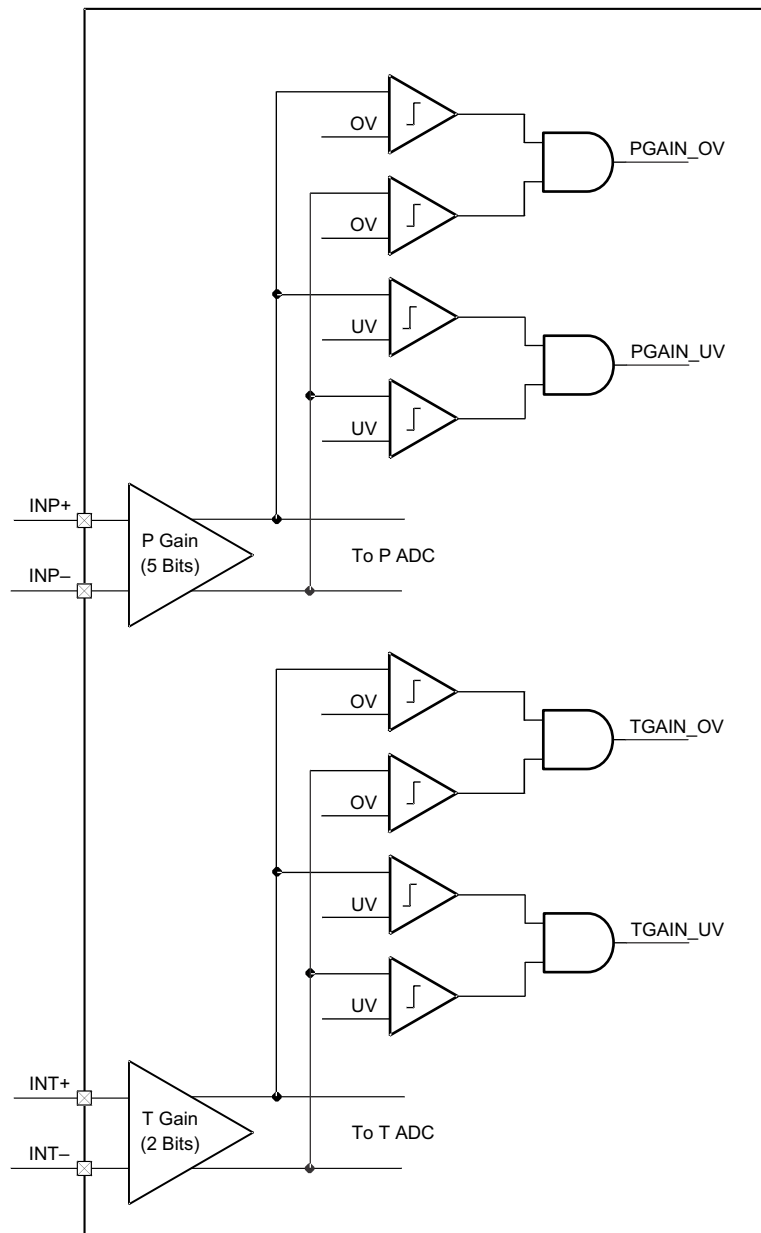 OV
PGAIN_OV
OV
UV
PGAIN_UV
UV
INP+
P Gain
(5 Bits)
To P ADC
INP–
OV
TGAIN_OV
OV
UV
TGAIN_UV
UV
INT+
T Gain
(2 Bits)
To T ADC
INT–